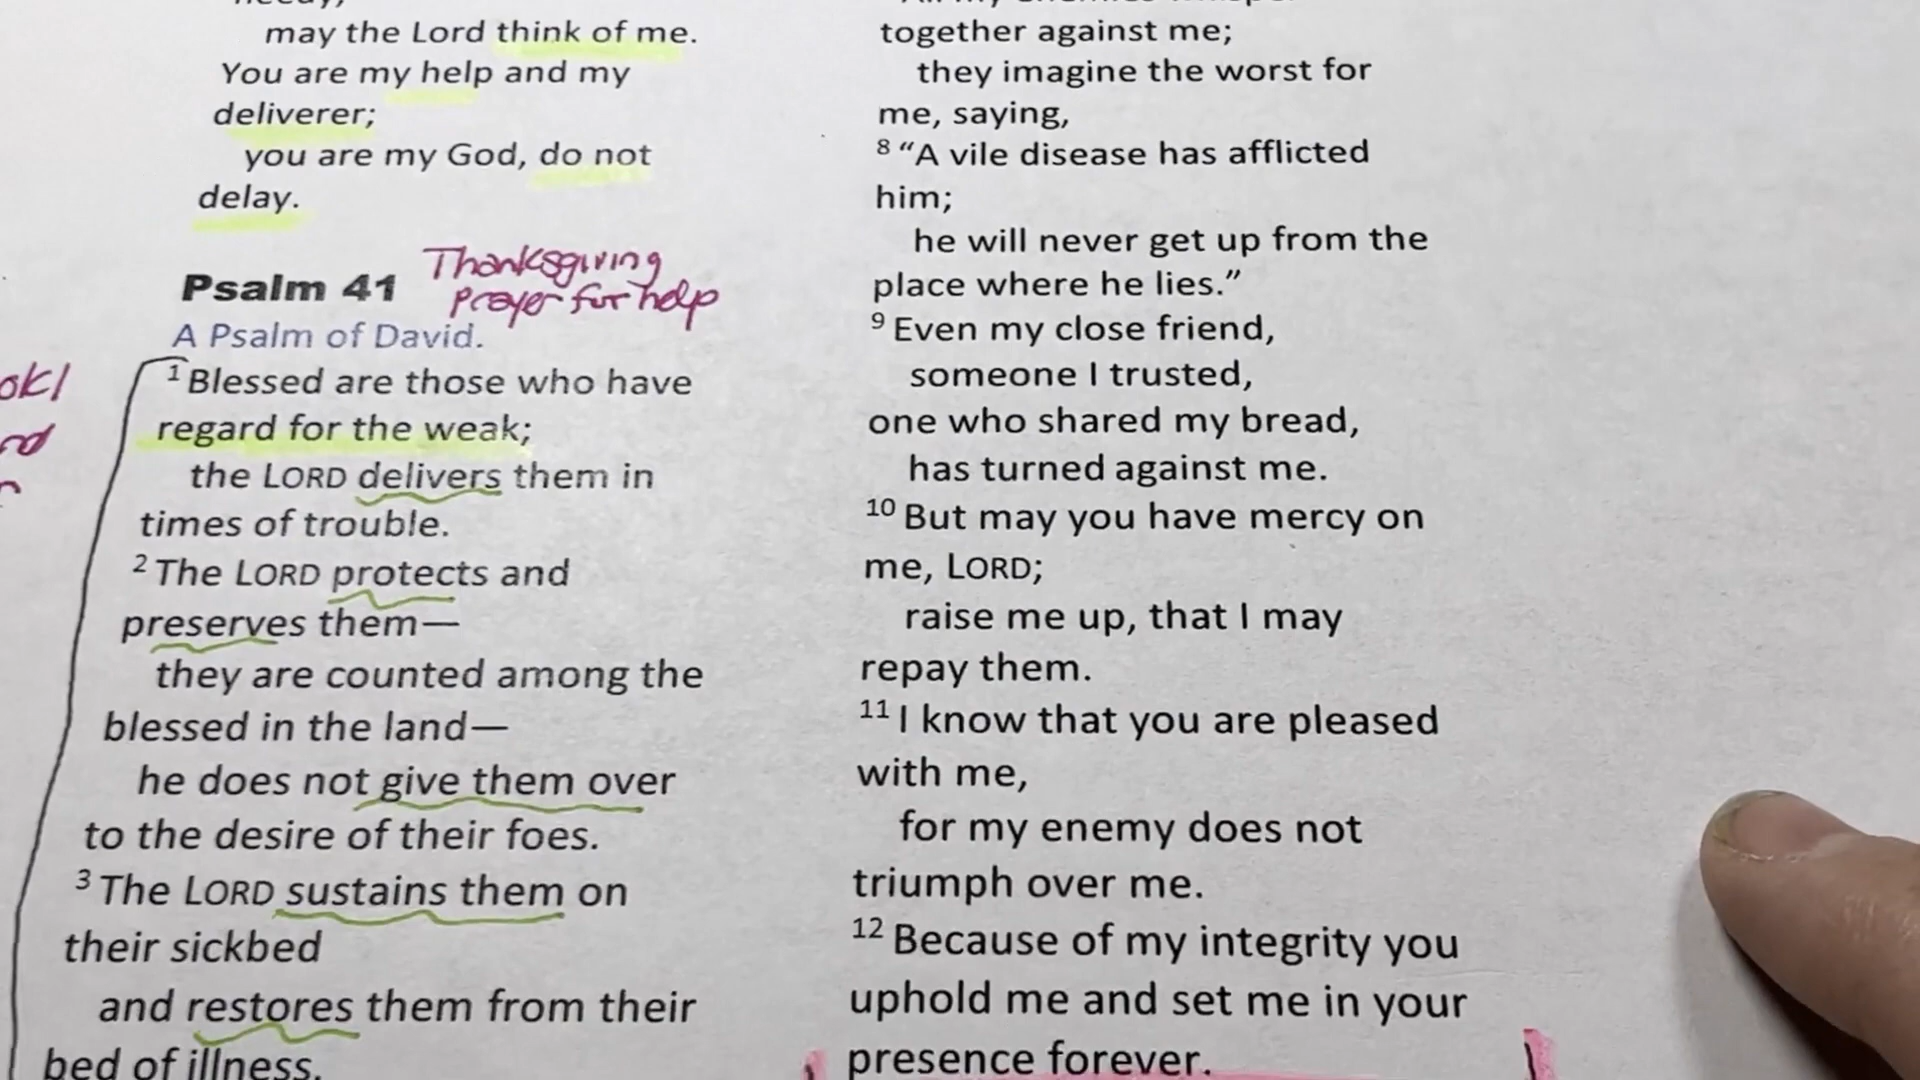 may the Lord think of me.
You are my help and my
deliverer;
you are my God, do not
delay.
Psalm 41
Thanksgiving
prayer for help
A Psalm of David.
1 Blessed are those who have
regard for the weak;
the LORD delivers them in
times of trouble.
2 The LORD protects and
preserves them—
they are counted among the
blessed in the land—
he does not give them over
to the desire of their foes.
3 The LORD sustains them on
their sickbed
and restores them from their
bed of illness.
together against me;
they imagine the worst for
me, saying,
8 “A vile disease has afflicted
him;
he will never get up from the
place where he lies.”
9 Even my close friend,
someone I trusted,
one who shared my bread,
has turned against me.
10 But may you have mercy on
me, LORD;
raise me up, that I may
repay them.
11 I know that you are pleased
with me,
for my enemy does not
triumph over me.
12 Because of my integrity you
uphold me and set me in your
presence forever.